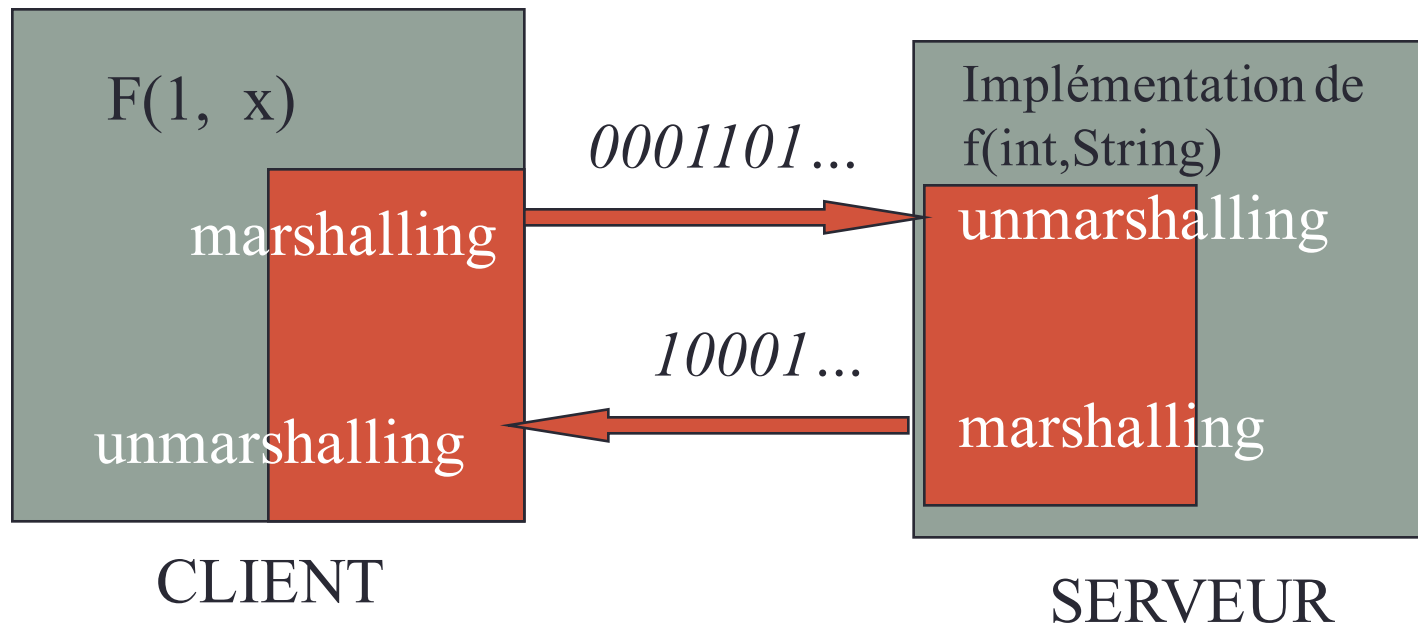 F(1, x)
marshalling
unmarshalling
CLIENT
0001101...
10001...
Implémentation de
f(int,String)
unmarshalling
marshalling
SERVEUR